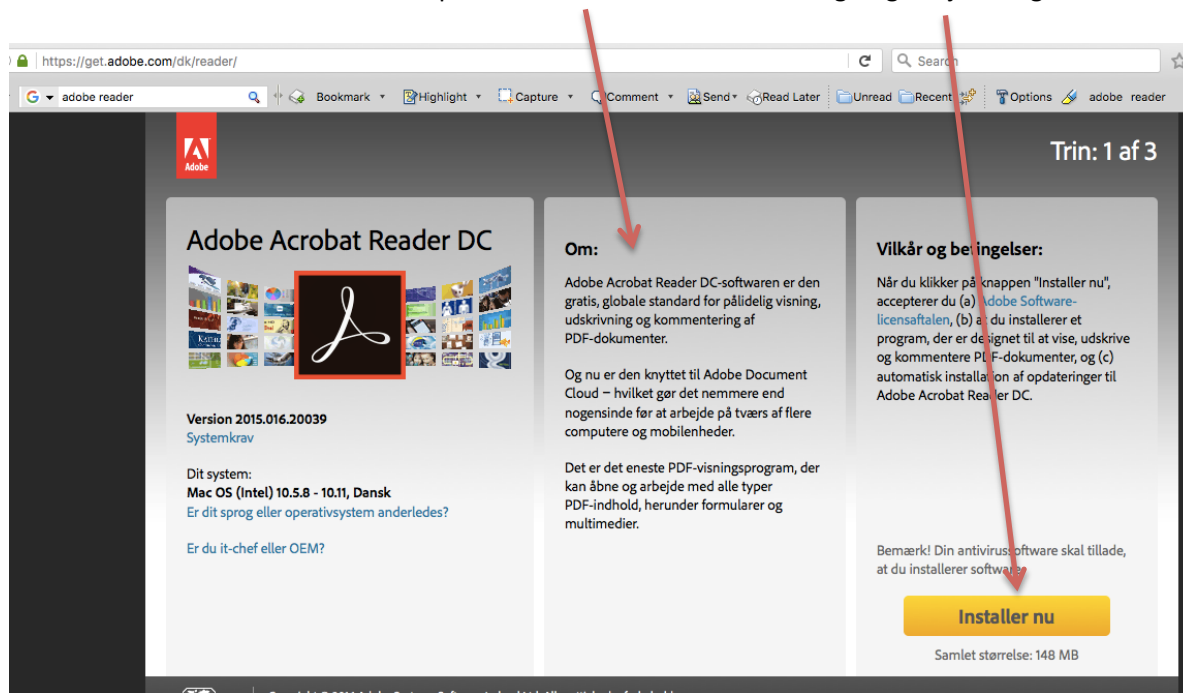 https://get.adobe.com/dk/reader/
Search
adobe reader
Bookmark
Highlight
Capture
Comment
Send
Read Later
Unread
Recent
Options
adobe reader
Adobe
Trin: 1 af 3
Adobe Acrobat Reader DC
Version 2015.016.20039
Systemkrav
Dit system:
Mac OS (Intel) 10.5.8 - 10.11, Dansk
Er dit sprog eller operativsystem anderledes?
Er du it-chef eller OEM?
Om:
Adobe Acrobat Reader DC-softwaren er den
gratis, globale standard for pålidelig visning,
udskrivning og kommentering af
PDF-dokumenter.
Og nu er den knyttet til Adobe Document
Cloud – hvilket gør det nemmere end
nogensinde før at arbejde på tværs af flere
computere og mobilenheder.
Det er det eneste PDF-visningsprogram, der
kan åbne og arbejde med alle typer
PDF-indhold, herunder formularer og
multimedier.
Vilkår og betingelser:
Når du klikker på knappen "Installer nu",
accepterer du (a) Adobe Software-
licensaftalen, (b) at du installerer et
program, der er designet til at vise, udskrive
og kommentere PDF-dokumenter, og (c)
automatisk installation af opdateringer til
Adobe Acrobat Reader DC.
Bemærk! Din antivirussoftware skal tillade,
at du installerer software.
Installer nu
Samlet størrelse: 148 MB